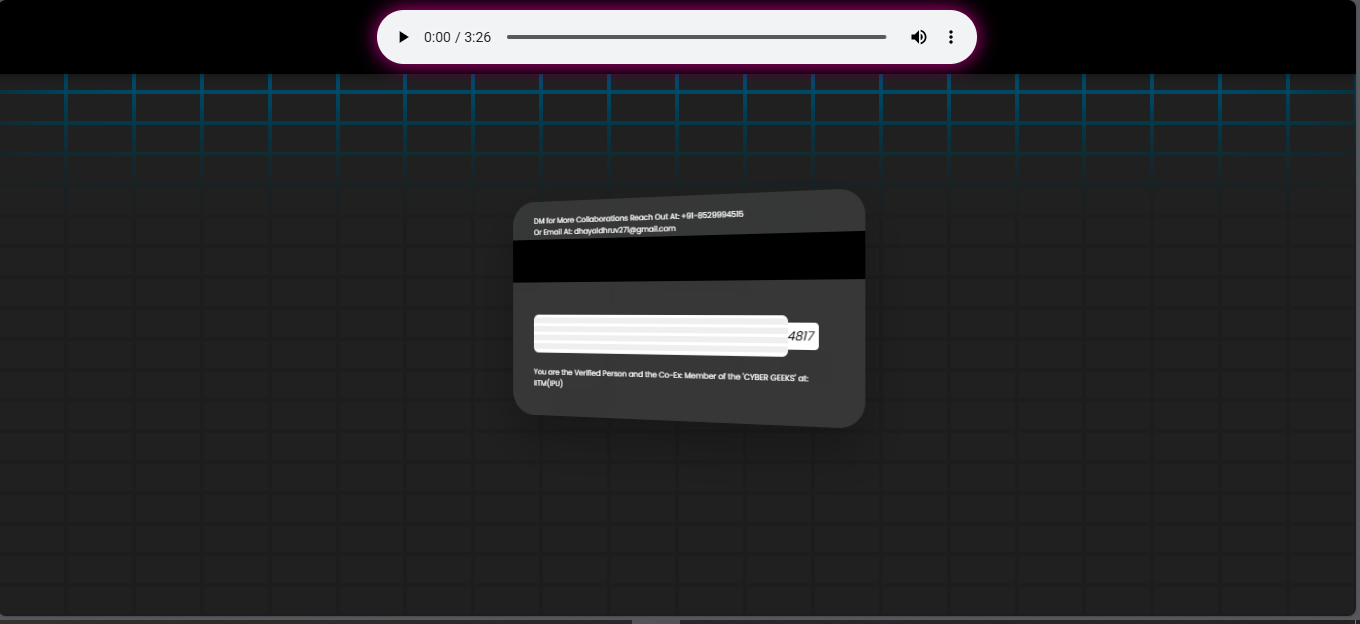 0:00 / 3:26
DM for More Collaborations Reach Out At: +91-8529994515
Or Email At: dhayaldhruv271@gmail.com
4817
You are the Verified Person and the Co-Ex: Member of the 'CYBER GEEKS' at:
IITM(IPU)